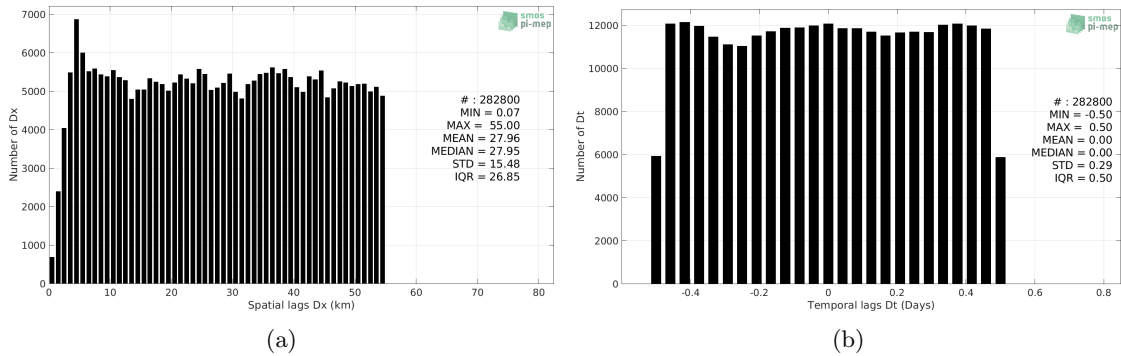 7000
6000
5000
4000
3000
2000
1000
0
Number of Dx
smos
pi-mep
# : 282800
MIN = 0.07
MAX = 55.00
MEAN = 27.96
MEDIAN = 27.95
STD = 15.48
IQR = 26.85
0 10 20 30 40 50 60 70 80
Spatial lags Dx (km)
(a)
12000
10000
8000
6000
4000
2000
0
Number of Dt
smos
pi-mep
# : 282800
MIN = -0.50
MAX = 0.50
MEAN = 0.00
MEDIAN = 0.00
STD = 0.29
IQR = 0.50
-0.4 -0.2 0 0.2 0.4 0.6 0.8
Temporal lags Dt (Days)
(b)